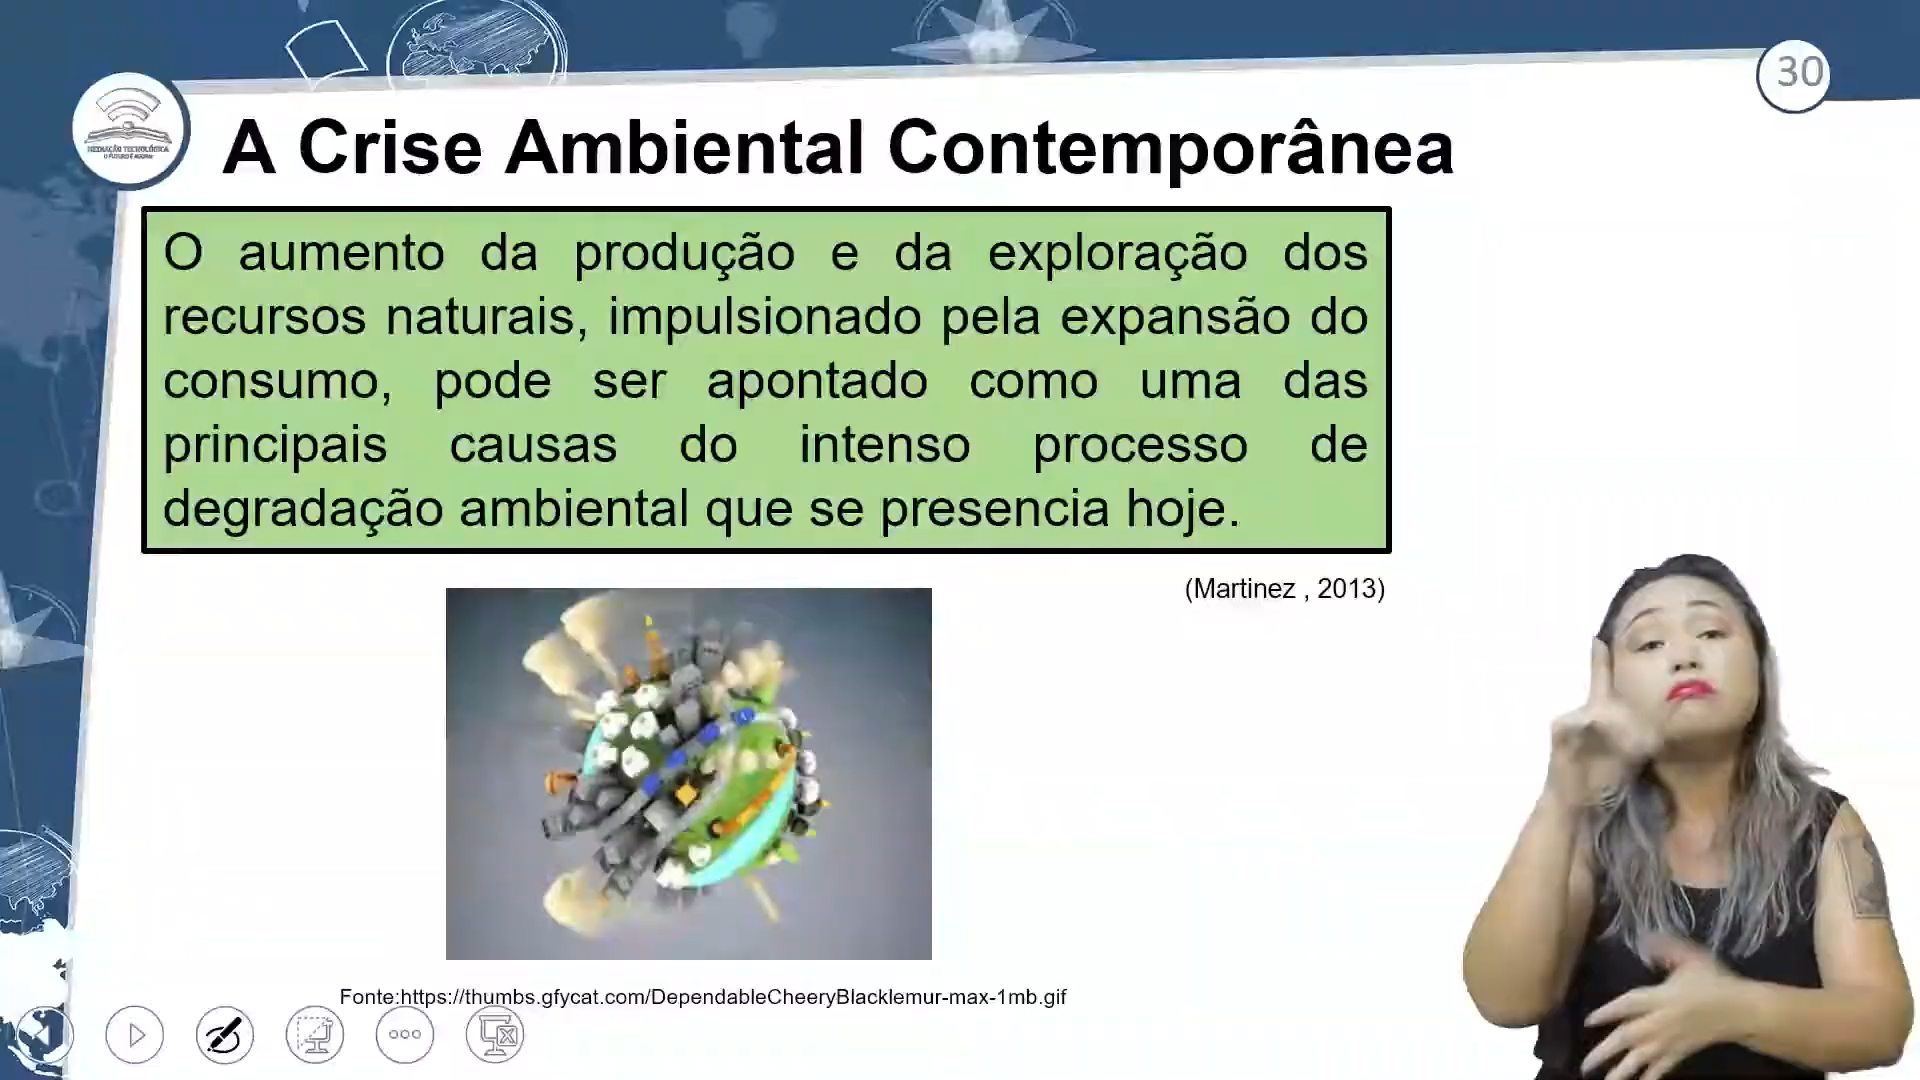 30
MEDIAÇÃO TECNOLÓGICA
A Crise Ambiental Contemporânea
O aumento da produção e da exploração dos
recursos naturais, impulsionado pela expansão do
consumo, pode ser apontado como uma das
principais causas do intenso processo de
degradação ambiental que se presencia hoje.
(Martinez , 2013)
Fonte:https://thumbs.gfycat.com/DependableCheeryBlacklemur-max-1mb.gif